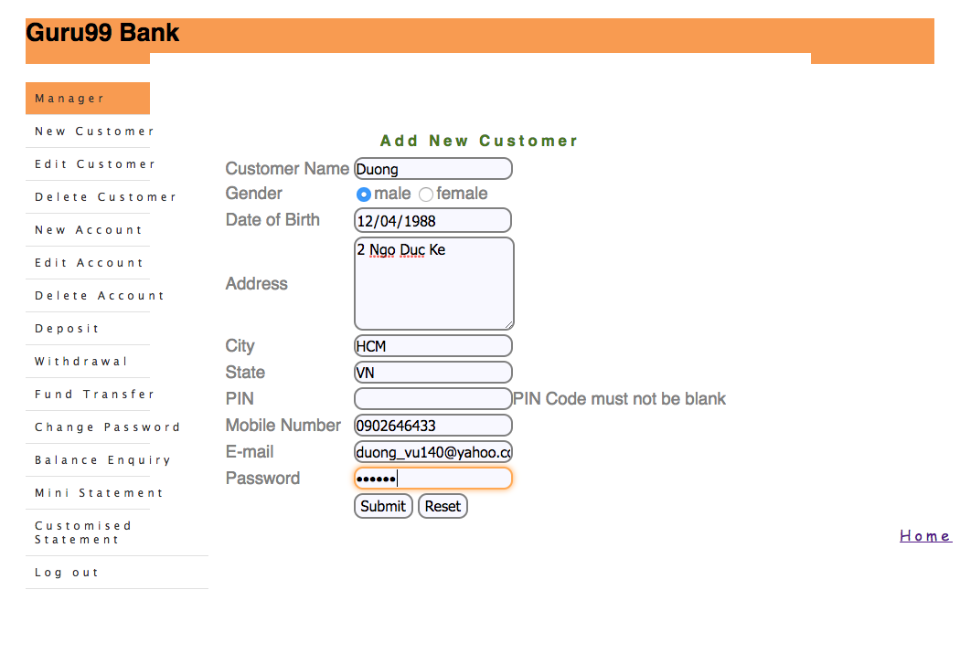 Guru99 Bank
Manager
New Customer
Edit Customer
Delete Customer
New Account
Edit Account
Delete Account
Deposit
Withdrawal
Fund Transfer
Change Password
Balance Enquiry
Mini Statement
Customised
Statement
Log out
Add New Customer
Customer Name Duong
Gender male female
Date of Birth 12/04/1988
Address 2 Ngo Duc Ke
City HCM
State VN
PIN PIN Code must not be blank
Mobile Number 0902646433
E-mail duong_vu140@yahoo.cc
Password ••••••
Submit Reset
Home